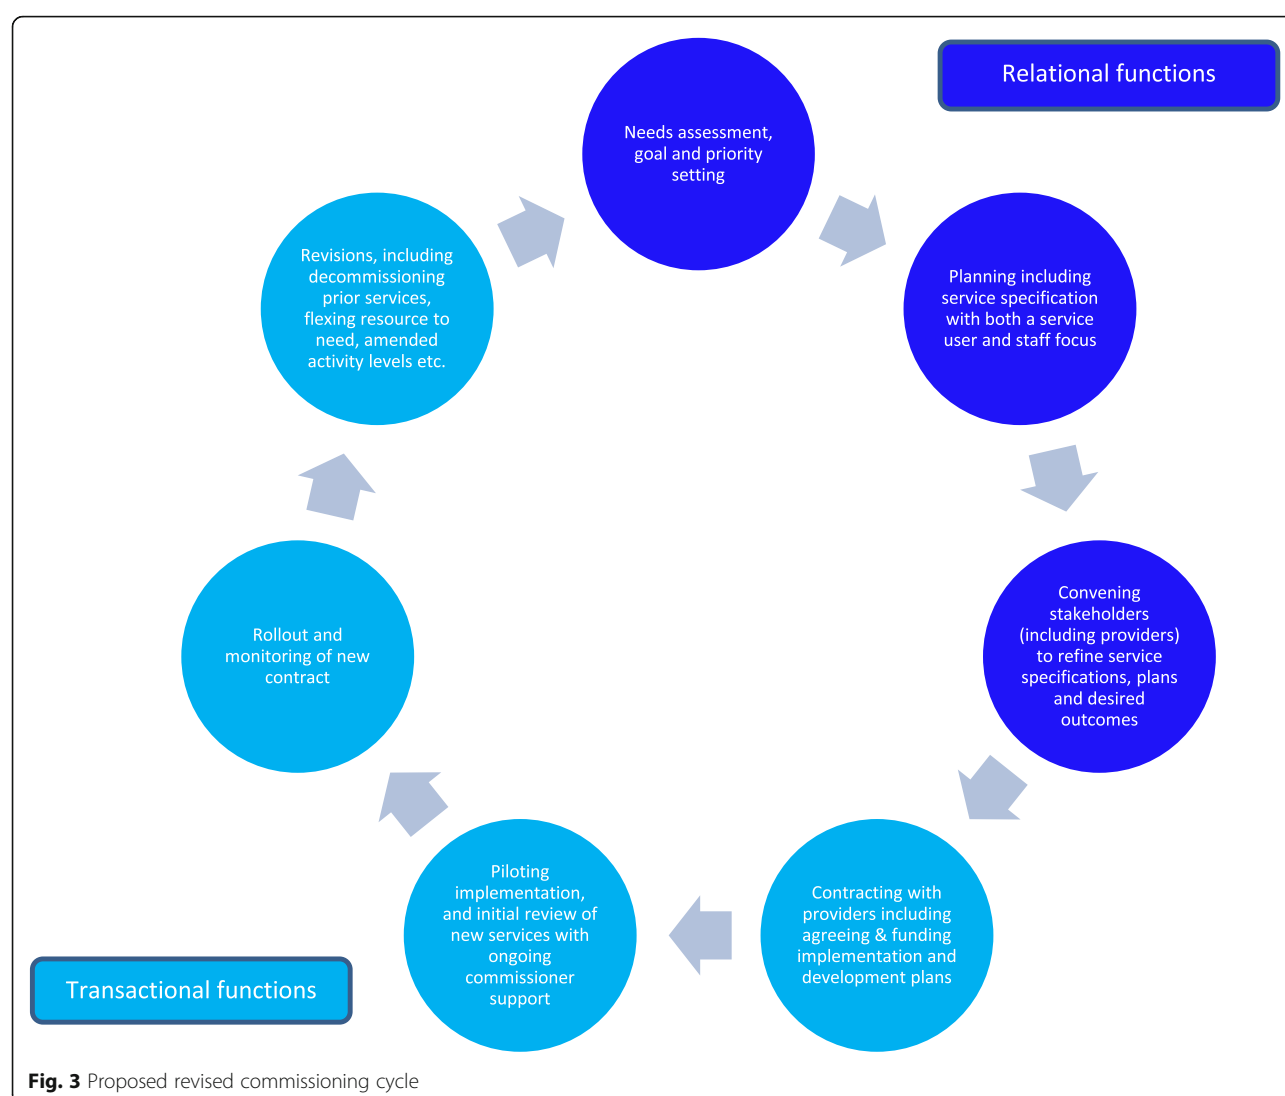 Relational functions
Needs assessment,
goal and priority
setting
Planning including
service specification
with both a service
user and staff focus
Convening
stakeholders
(including providers)
to refine service
specifications, plans
and desired
outcomes
Contracting with
providers including
agreeing & funding
implementation and
development plans
Piloting
implementation,
and initial review of
new services with
ongoing
commissioner
support
Rollout and
monitoring of new
contract
Revisions, including
decommissioning
prior services,
flexing resource to
need, amended
activity levels etc.
Transactional functions
Fig. 3 Proposed revised commissioning cycle